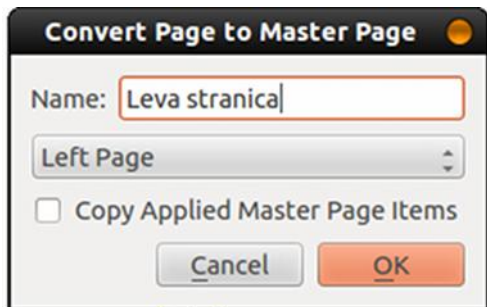 Convert Page to Master Page
Name: Leva stranica
Left Page
Copy Applied Master Page Items
Cancel OK